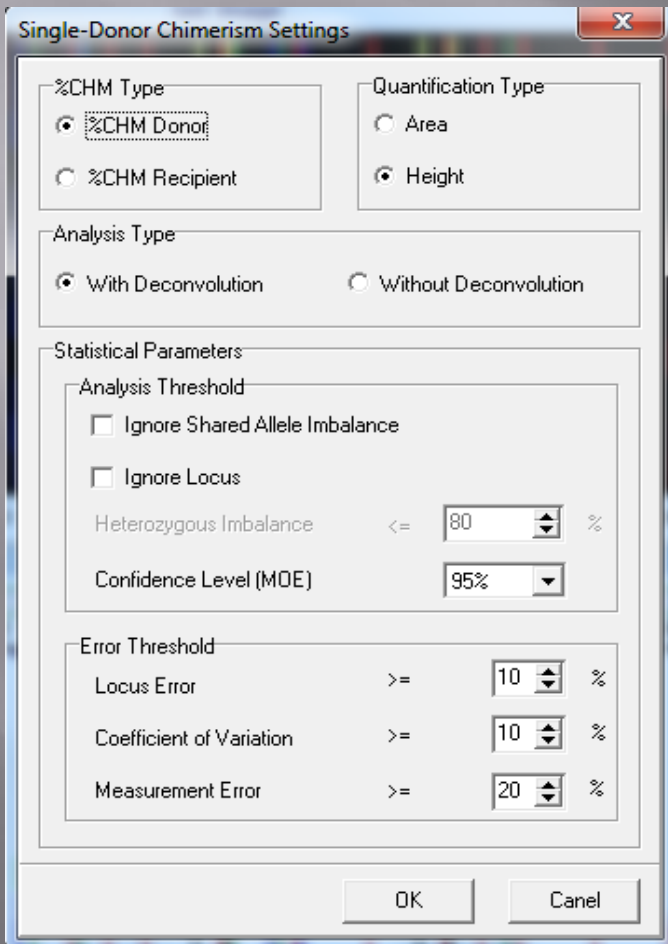 Single-Donor Chimerism Settings
%CHM Type
%CHM Donor
%CHM Recipient
Quantification Type
Area
Height
Analysis Type
With Deconvolution
Without Deconvolution
Statistical Parameters
Analysis Threshold
Ignore Shared Allele Imbalance
Ignore Locus
Heterozygous Imbalance <= 80 %
Confidence Level (MOE) 95%
Error Threshold
Locus Error >= 10 %
Coefficient of Variation >= 10 %
Measurement Error >= 20 %
OK Canel